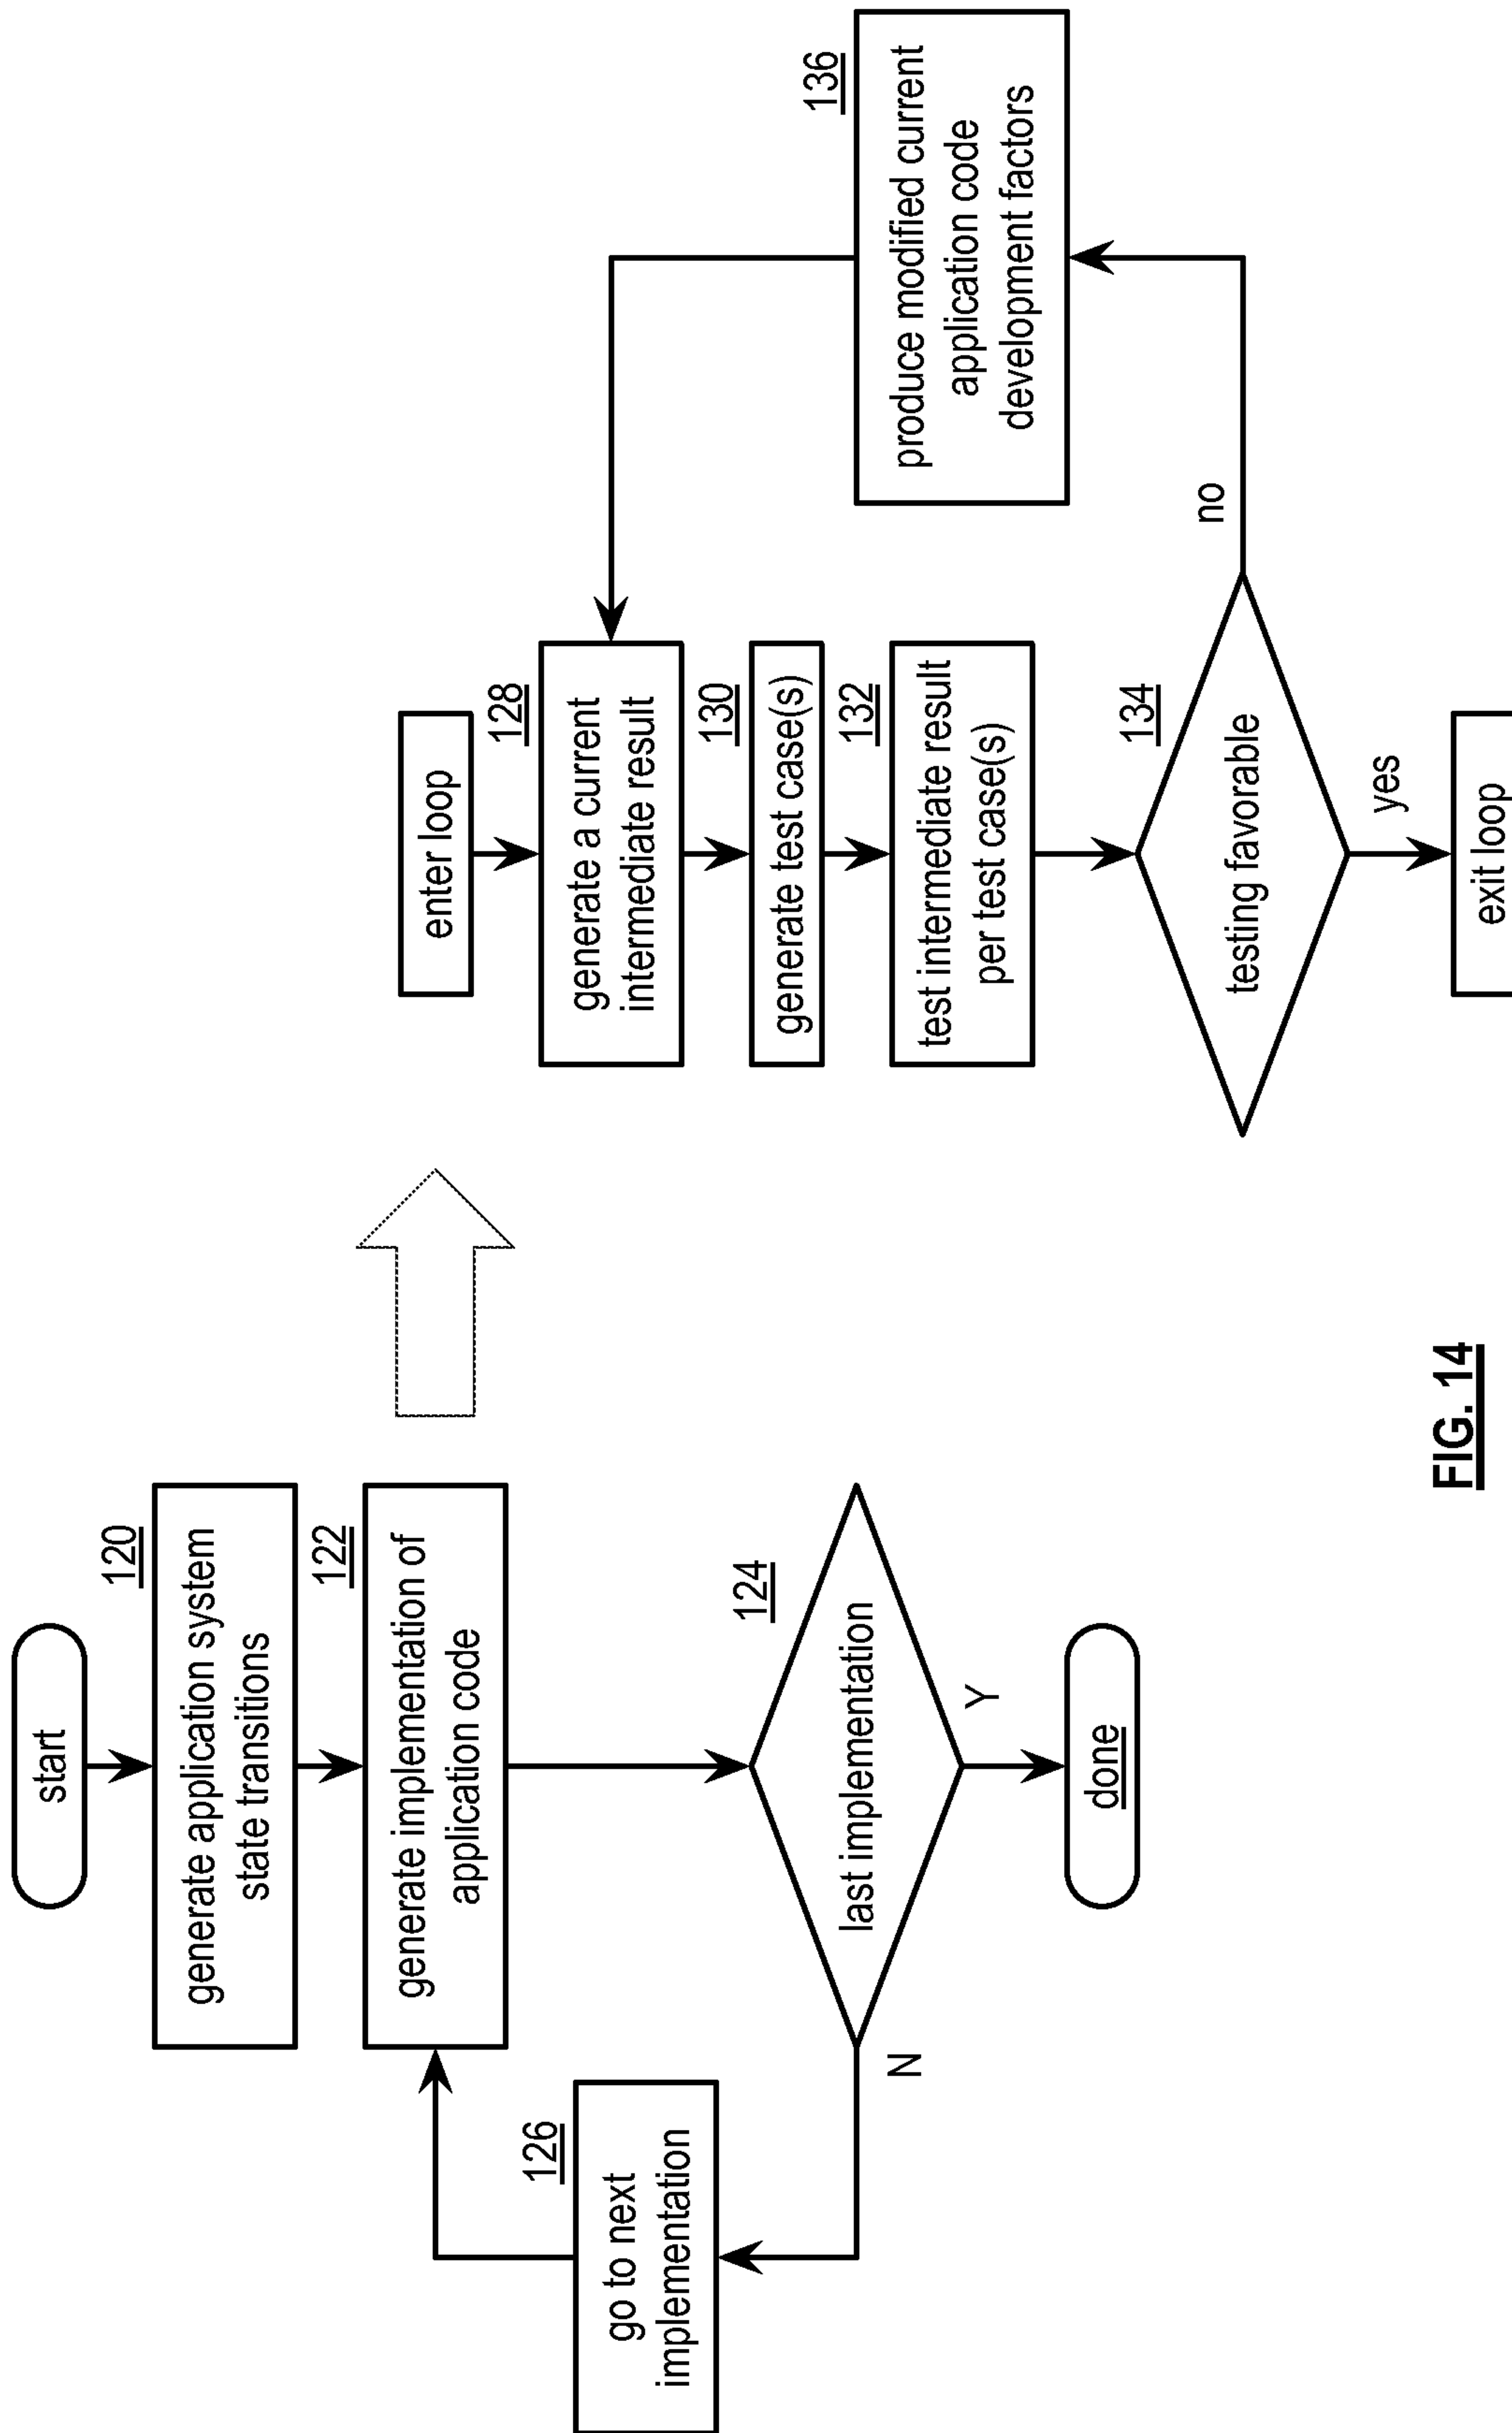 start
120
generate application system
state transitions
122
generate implementation of
application code
124
last implementation
N
Y
126
go to next
implementation
done
enter loop
128
generate a current
intermediate result
130
generate test case(s)
132
test intermediate result
per test case(s)
134
testing favorable
no
yes
136
produce modified current
application code
development factors
exit loop
FIG. 14